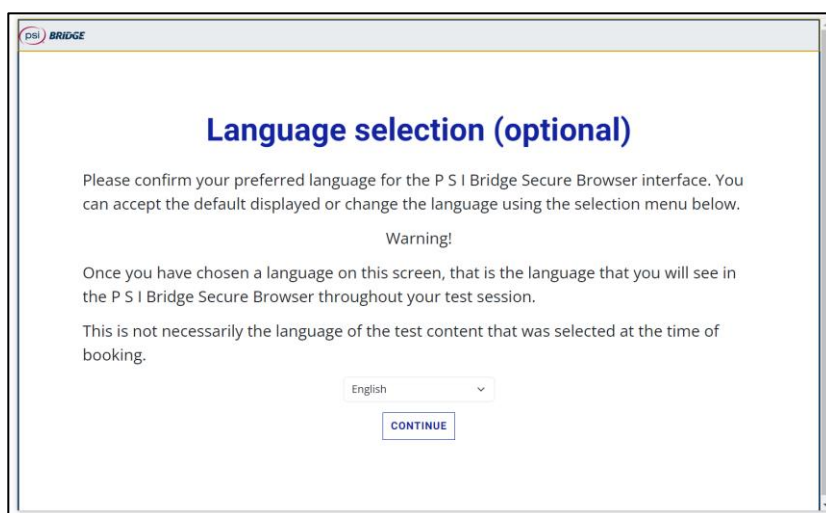 psi BRIDGE
Language selection (optional)
Please confirm your preferred language for the P S I Bridge Secure Browser interface. You
can accept the default displayed or change the language using the selection menu below.
Warning!
Once you have chosen a language on this screen, that is the language that you will see in
the P S I Bridge Secure Browser throughout your test session.
This is not necessarily the language of the test content that was selected at the time of
booking.
English
CONTINUE